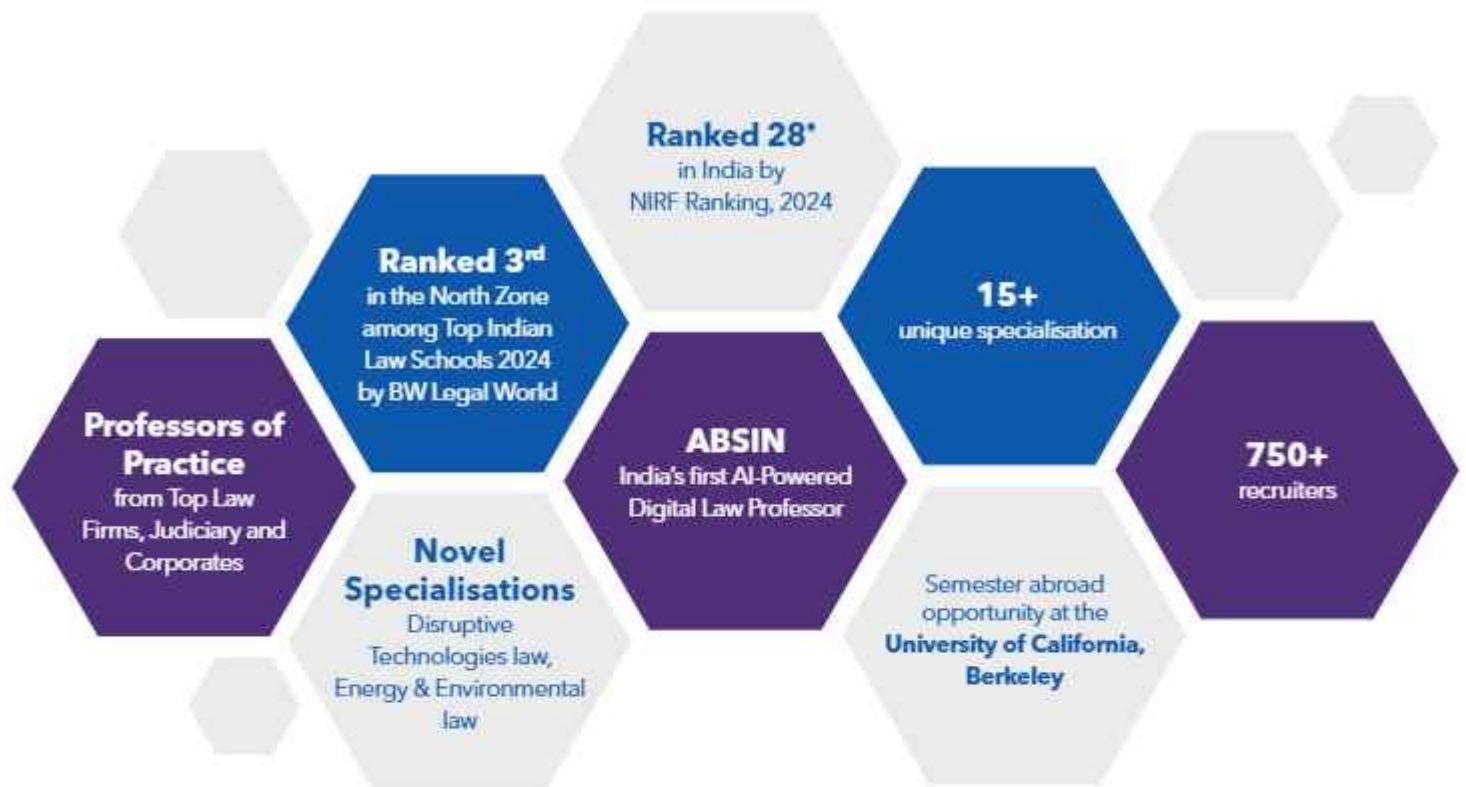 Ranked 28*
in India by
NIRF Ranking, 2024
Ranked 3rd
in the North Zone
among Top Indian
Law Schools 2024
by BW Legal World
15+
unique specialisation
Professors of
Practice
from Top Law
Firms, Judiciary and
Corporates
ABSIN
India's first AI-Powered
Digital Law Professor
750+
recruiters
Novel
Specialisations
Disruptive
Technologies law,
Energy & Environmental
law
Semester abroad
opportunity at the
University of California,
Berkeley